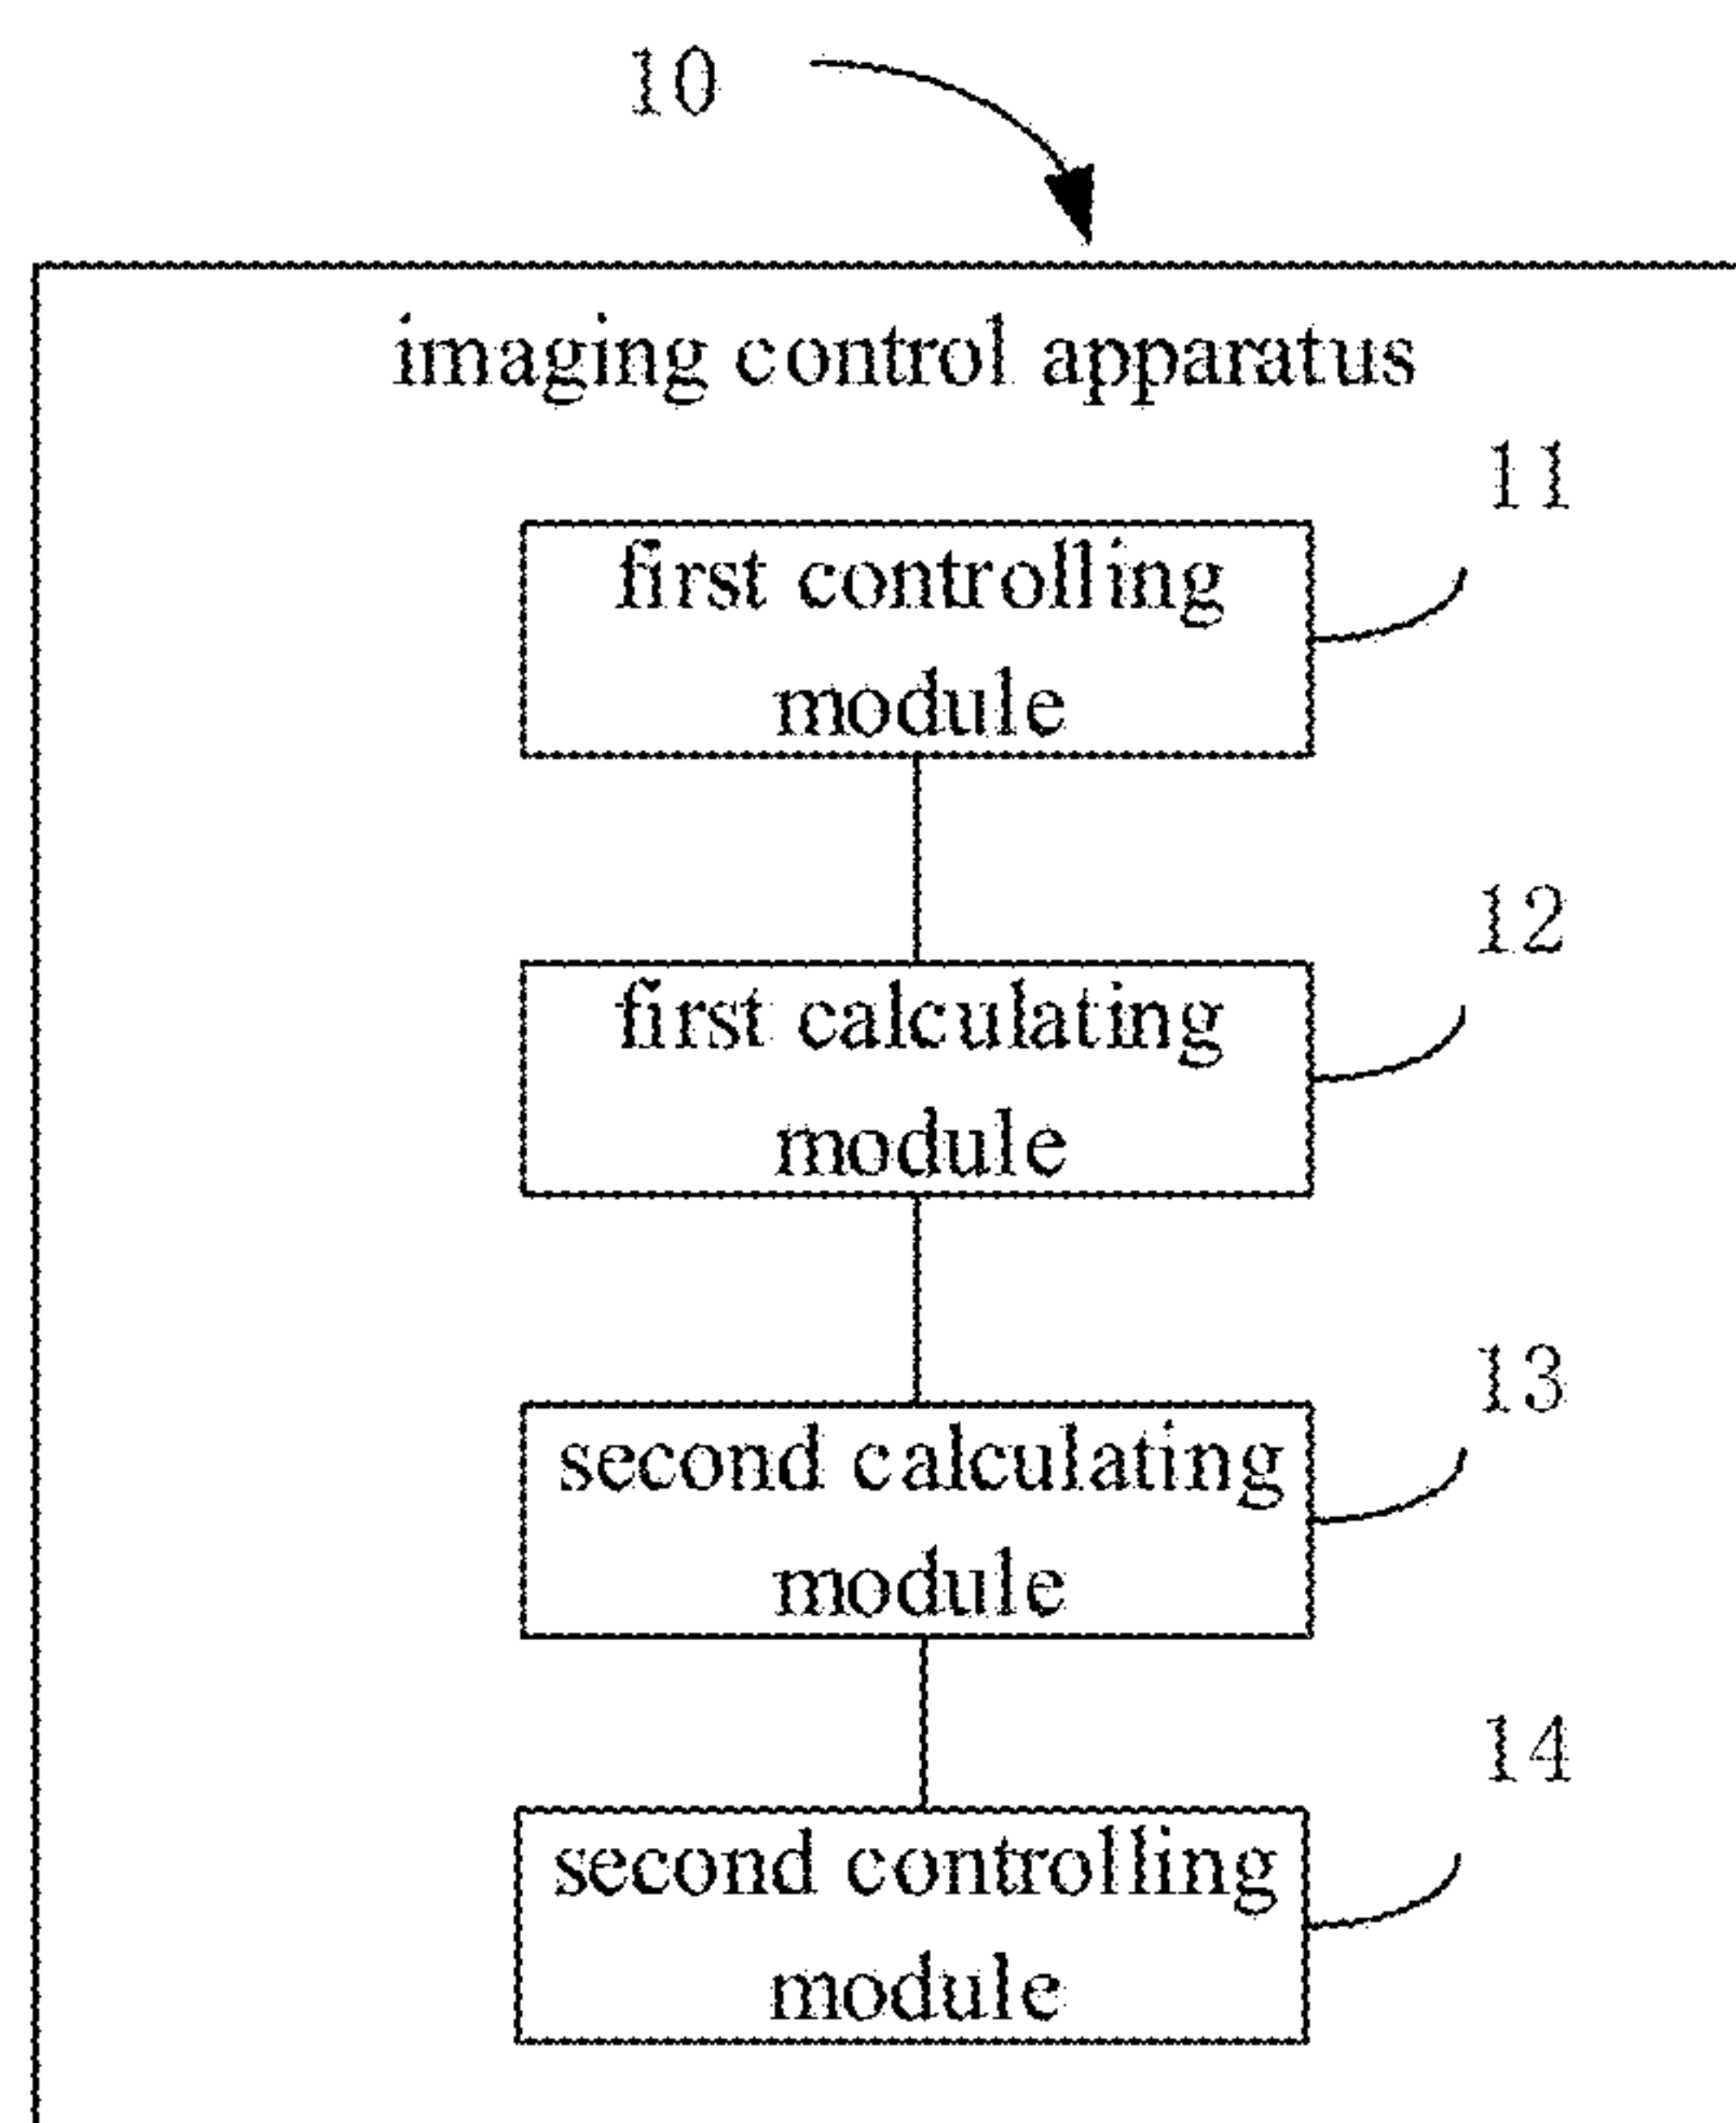 10
imaging control apparatus
11
first controlling
module
12
first calculating
module
13
second calculating
module
14
second controlling
module